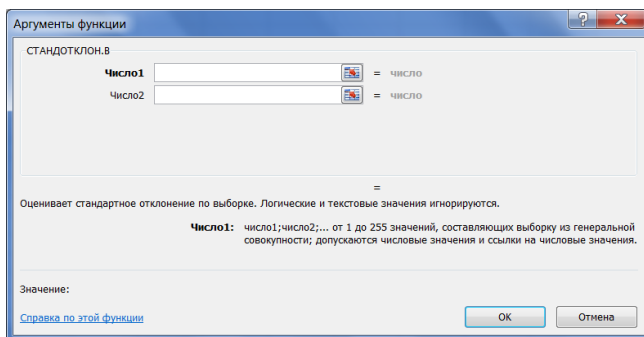 Аргументы функции
СТАНДОТКЛОН.В
Число1 = число
Число2 = число
=
Оценивает стандартное отклонение по выборке. Логические и текстовые значения игнорируются.
Число1: число1;число2;... от 1 до 255 значений, составляющих выборку из генеральной
совокупности; допускаются числовые значения и ссылки на числовые значения.
Значение:
Справка по этой функции
ОК
Отмена